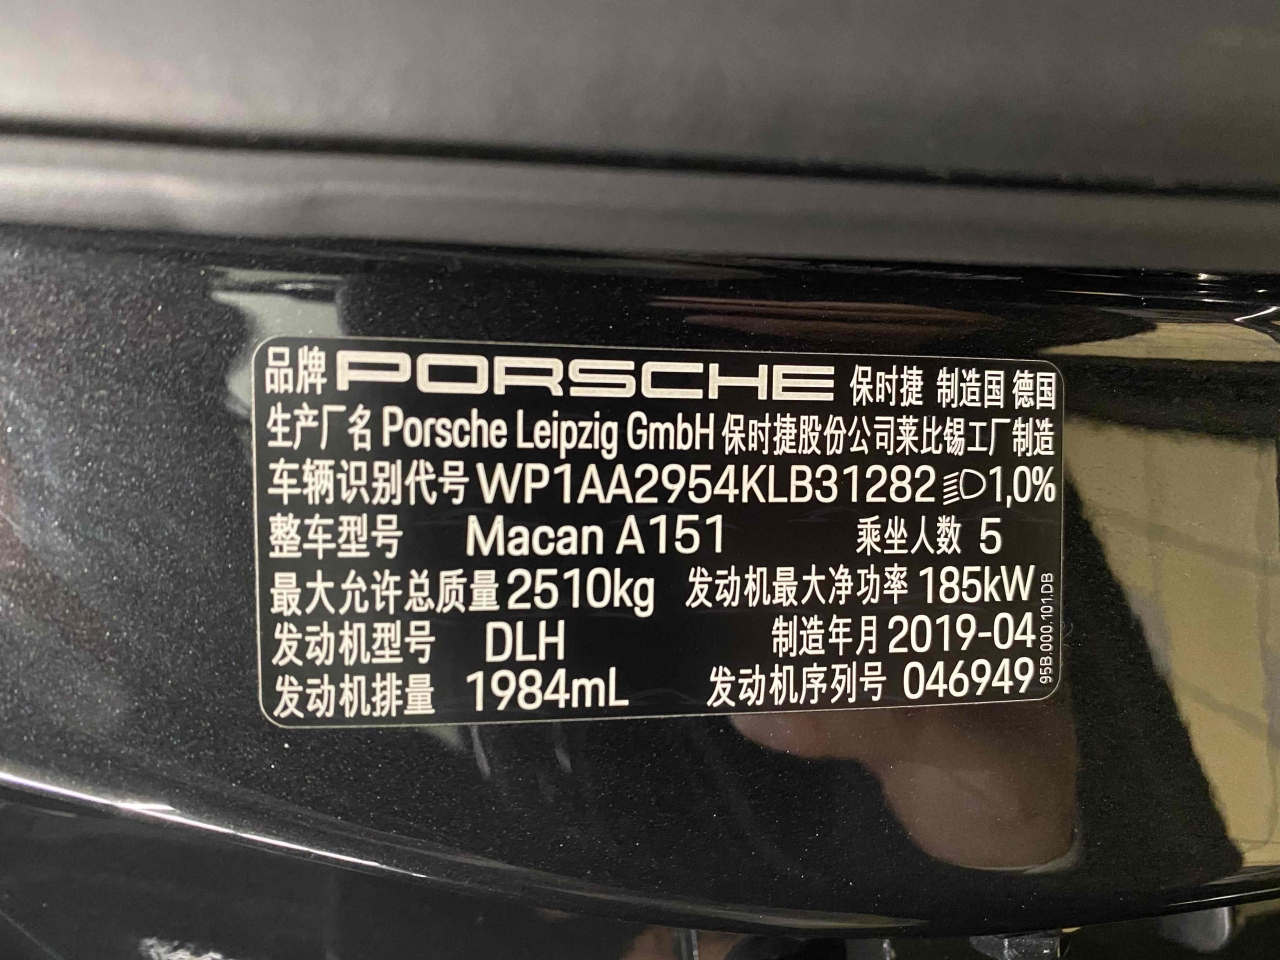 品牌 PORSCHE 保时捷 制造国 德国
生产厂名 Porsche Leipzig GmbH 保时捷股份公司莱比锡工厂制造
车辆识别代号 WP1AA2954KLB31282 1,0%
整车型号 Macan A151 乘坐人数 5
最大允许总质量 2510kg 发动机最大净功率 185kW
发动机型号 DLH 制造年月 2019-04
发动机排量 1984mL 发动机序列号 046949
95B.000.101.DB